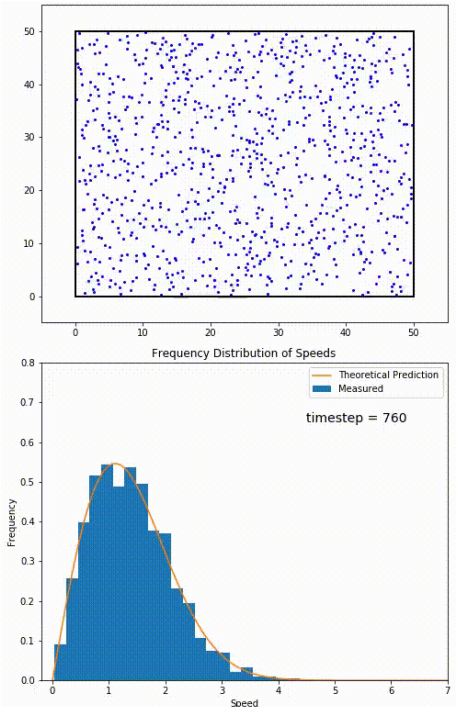 50
40
30
20
10
0
0 10 20 30 40 50
Frequency Distribution of Speeds
0.8
Theoretical Prediction
Measured
0.7
timestep = 760
0.6
0.5
0.4
Frequency
0.3
0.2
0.1
0.0
0 1 2 3 4 5 6 7
Speed